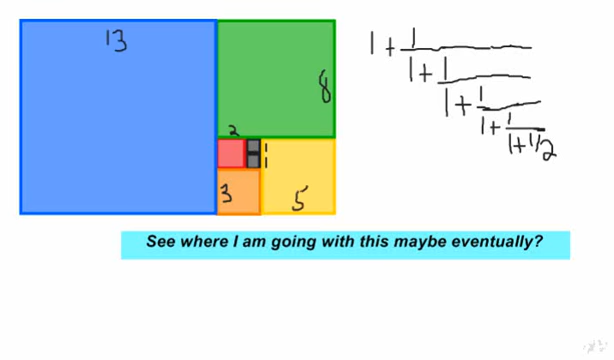 13
8
2
1
1
3
5
1 + 1
1 + 1
1 + 1
1 + 1
1 + 1/2
See where I am going with this maybe eventually?